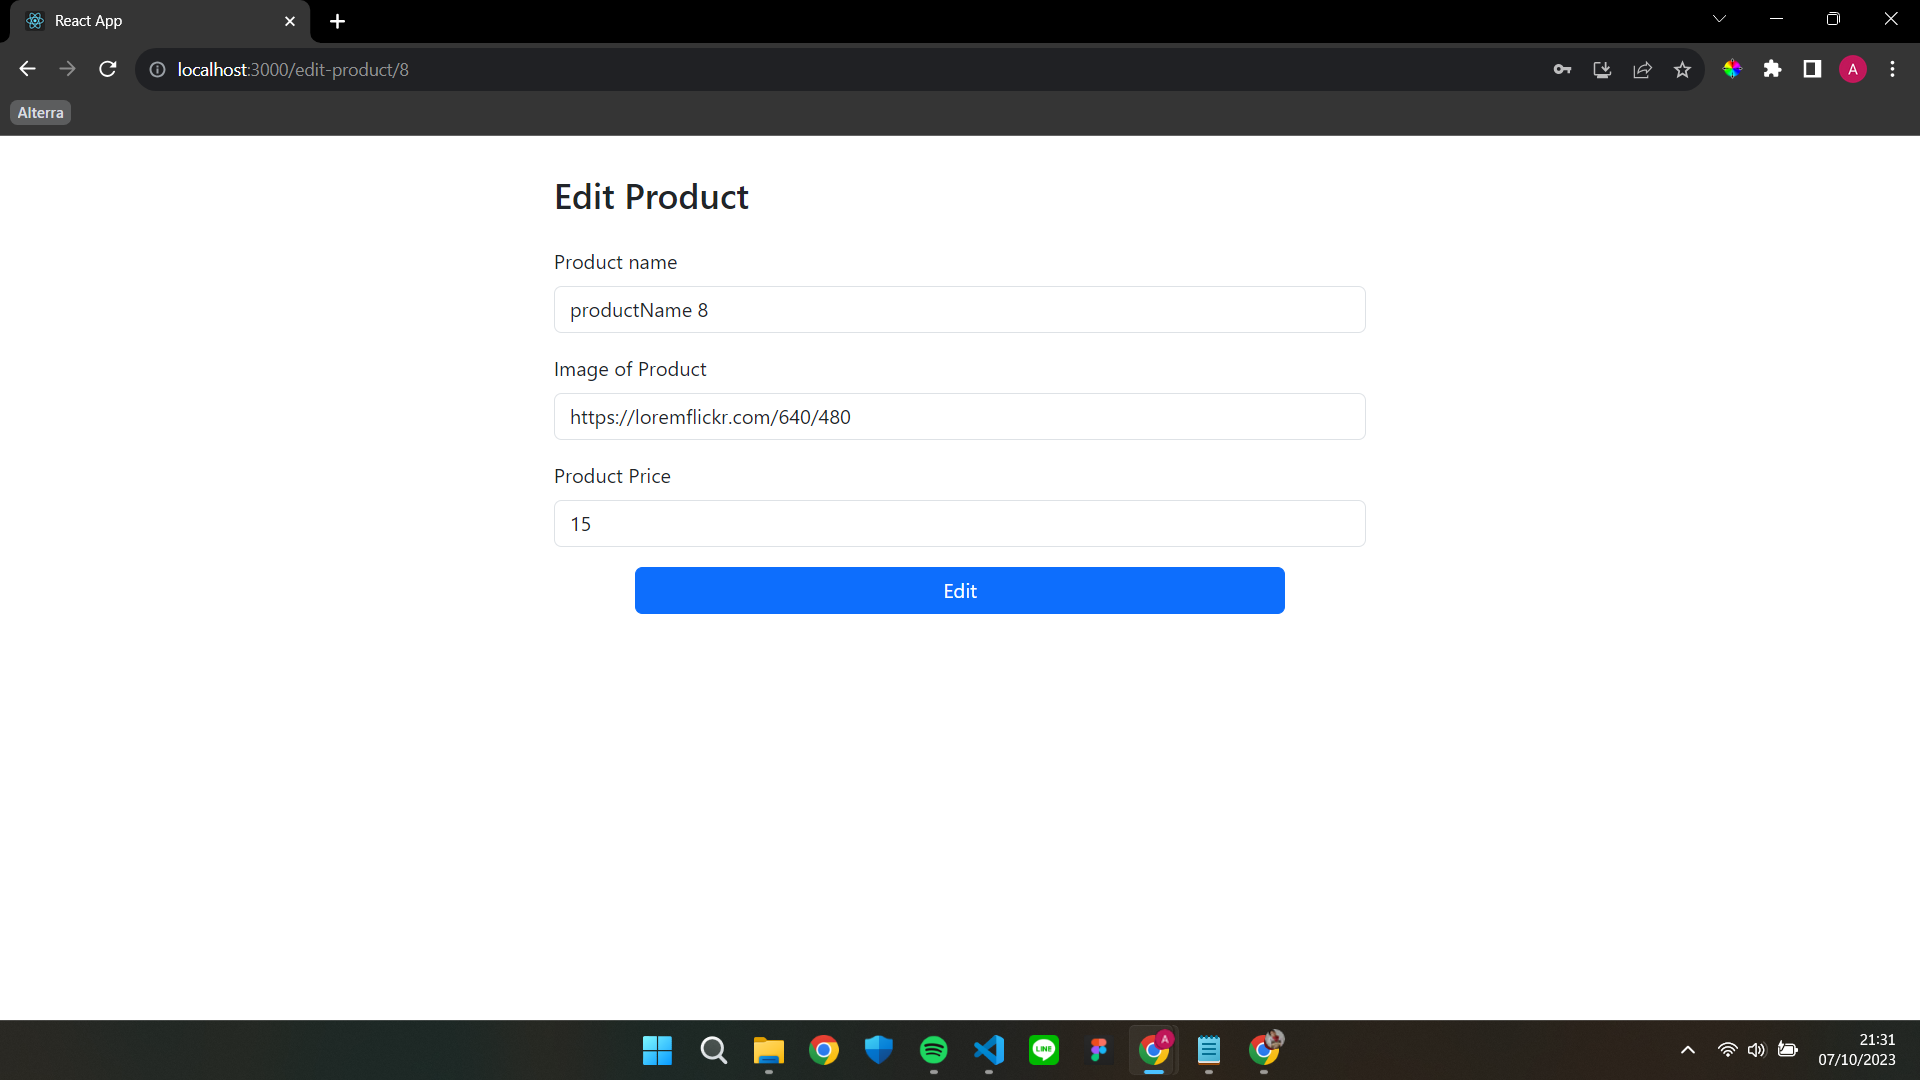 React App
localhost:3000/edit-product/8
A
Alterra
Edit Product
Product name
productName 8
Image of Product
https://loremflickr.com/640/480
Product Price
15
Edit
LINE
A
21:31
07/10/2023